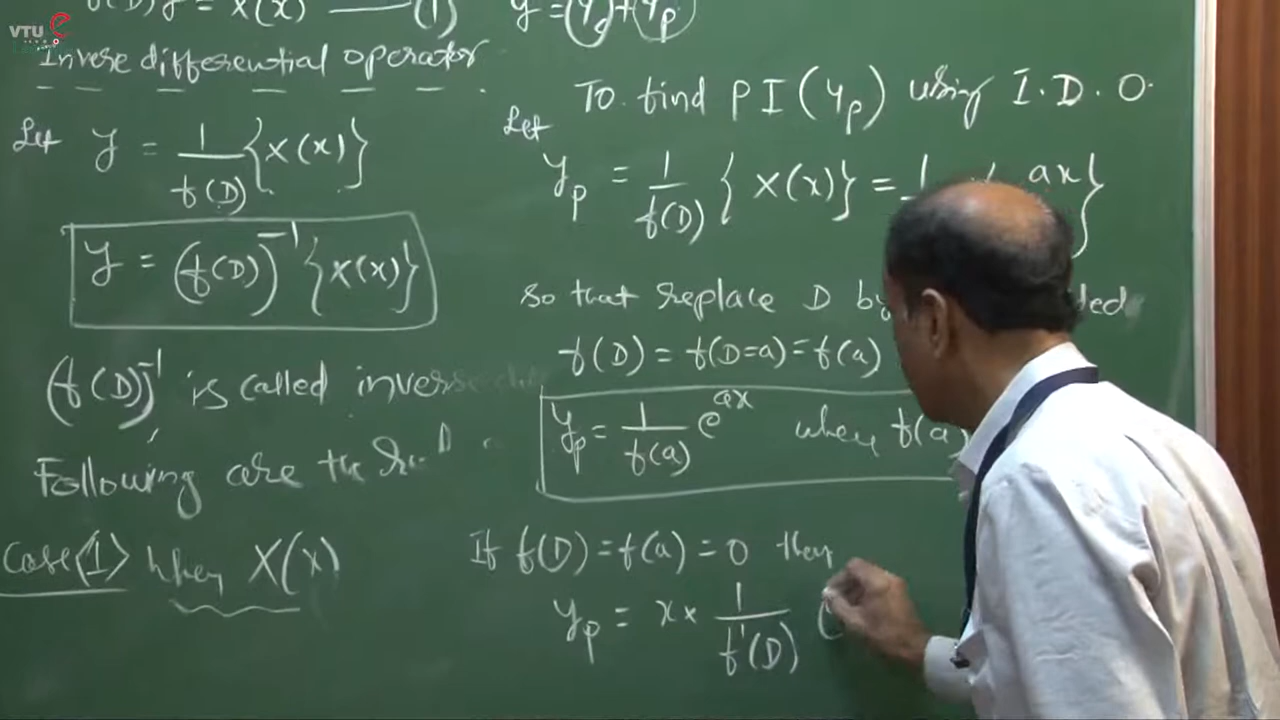 VTU e
f(D)y = X(x) —— (1)
Invere differential operator
Let y = 1/f(D) {X(x)}
y = (f(D))⁻¹ {X(x)}
(f(D))⁻¹ is called inverse
Following are the
Case(1) when X(x)
y = (y_c) + (y_p)
To find PI (y_p) using I.D.O.
Let
y_p = 1/f(D) {X(x)} = ax}
so that replace D by
f(D) = f(D=a) = f(a)
y_p = 1/f(a) e^ax when f(a)
If f(D) = f(a) = 0 then
y_p = x × 1/f'(D) (